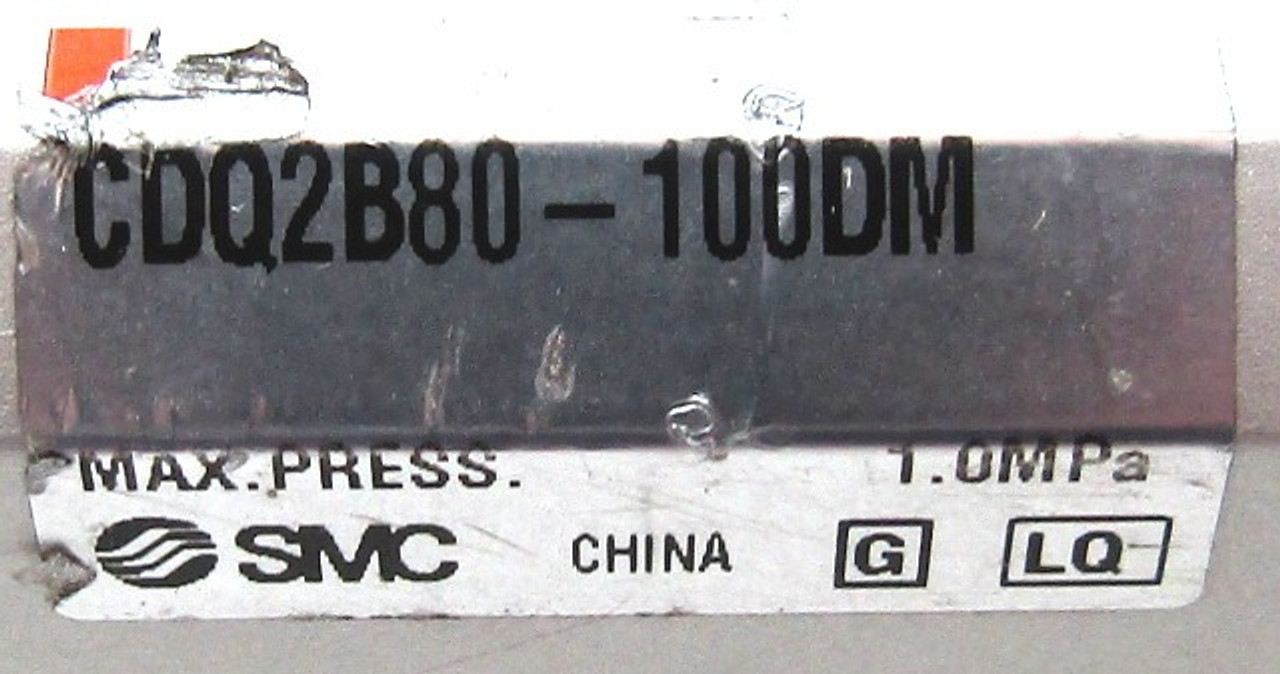 CDQ2B80-100DM
MAX.PRESS. 1.0MPa
SMC CHINA G LQ